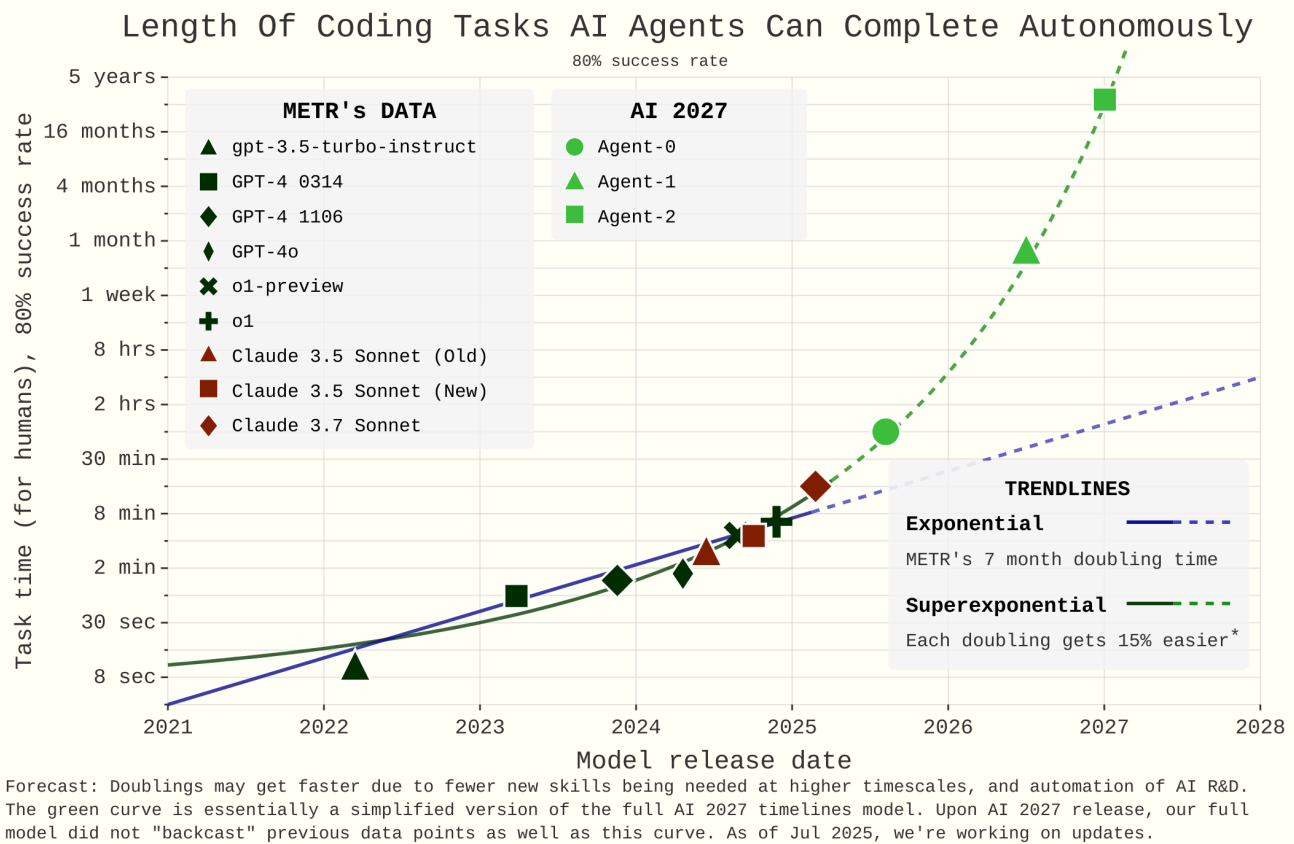 Length Of Coding Tasks AI Agents Can Complete Autonomously
80% success rate
Task time (for humans), 80% success rate
5 years
16 months
4 months
1 month
1 week
8 hrs
2 hrs
30 min
8 min
2 min
30 sec
8 sec
METR's DATA
gpt-3.5-turbo-instruct
GPT-4 0314
GPT-4 1106
GPT-4o
o1-preview
o1
Claude 3.5 Sonnet (Old)
Claude 3.5 Sonnet (New)
Claude 3.7 Sonnet
AI 2027
Agent-0
Agent-1
Agent-2
TRENDLINES
Exponential
METR's 7 month doubling time
Superexponential
Each doubling gets 15% easier*
2021 2022 2023 2024 2025 2026 2027 2028
Model release date
Forecast: Doublings may get faster due to fewer new skills being needed at higher timescales, and automation of AI R&D.
The green curve is essentially a simplified version of the full AI 2027 timelines model. Upon AI 2027 release, our full
model did not "backcast" previous data points as well as this curve. As of Jul 2025, we're working on updates.